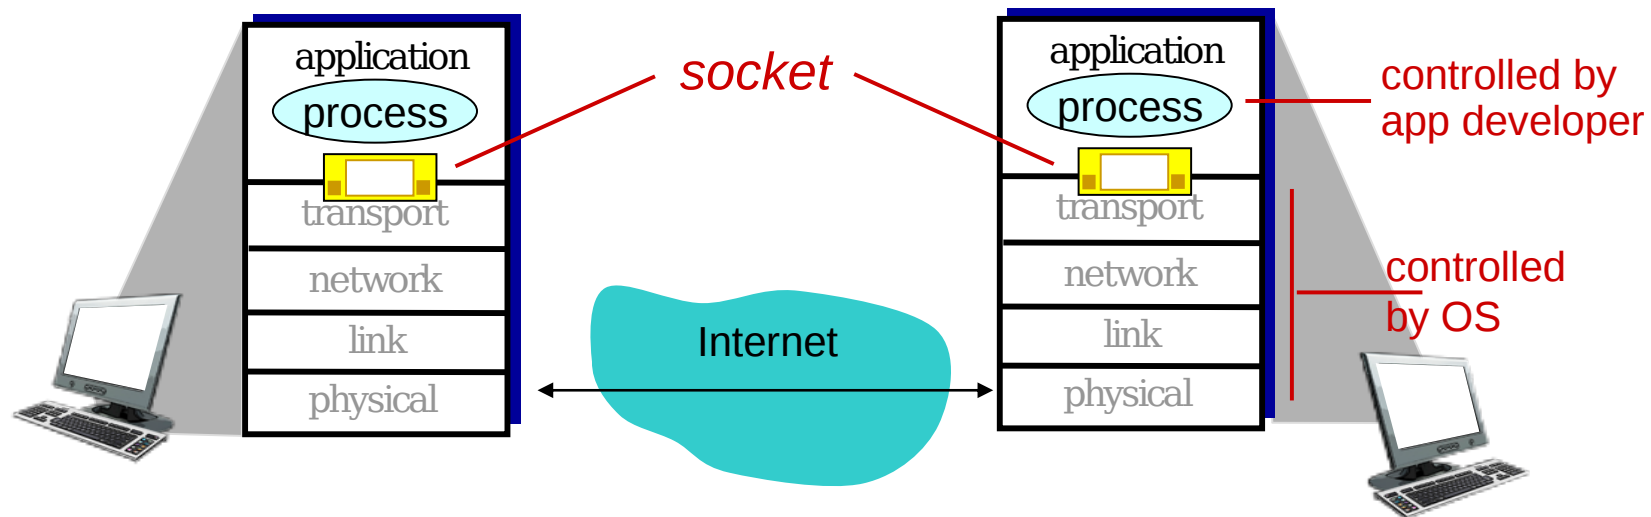 application
process
transport
network
link
physical
socket
Internet
application
process
transport
network
link
physical
controlled by
app developer
controlled
by OS